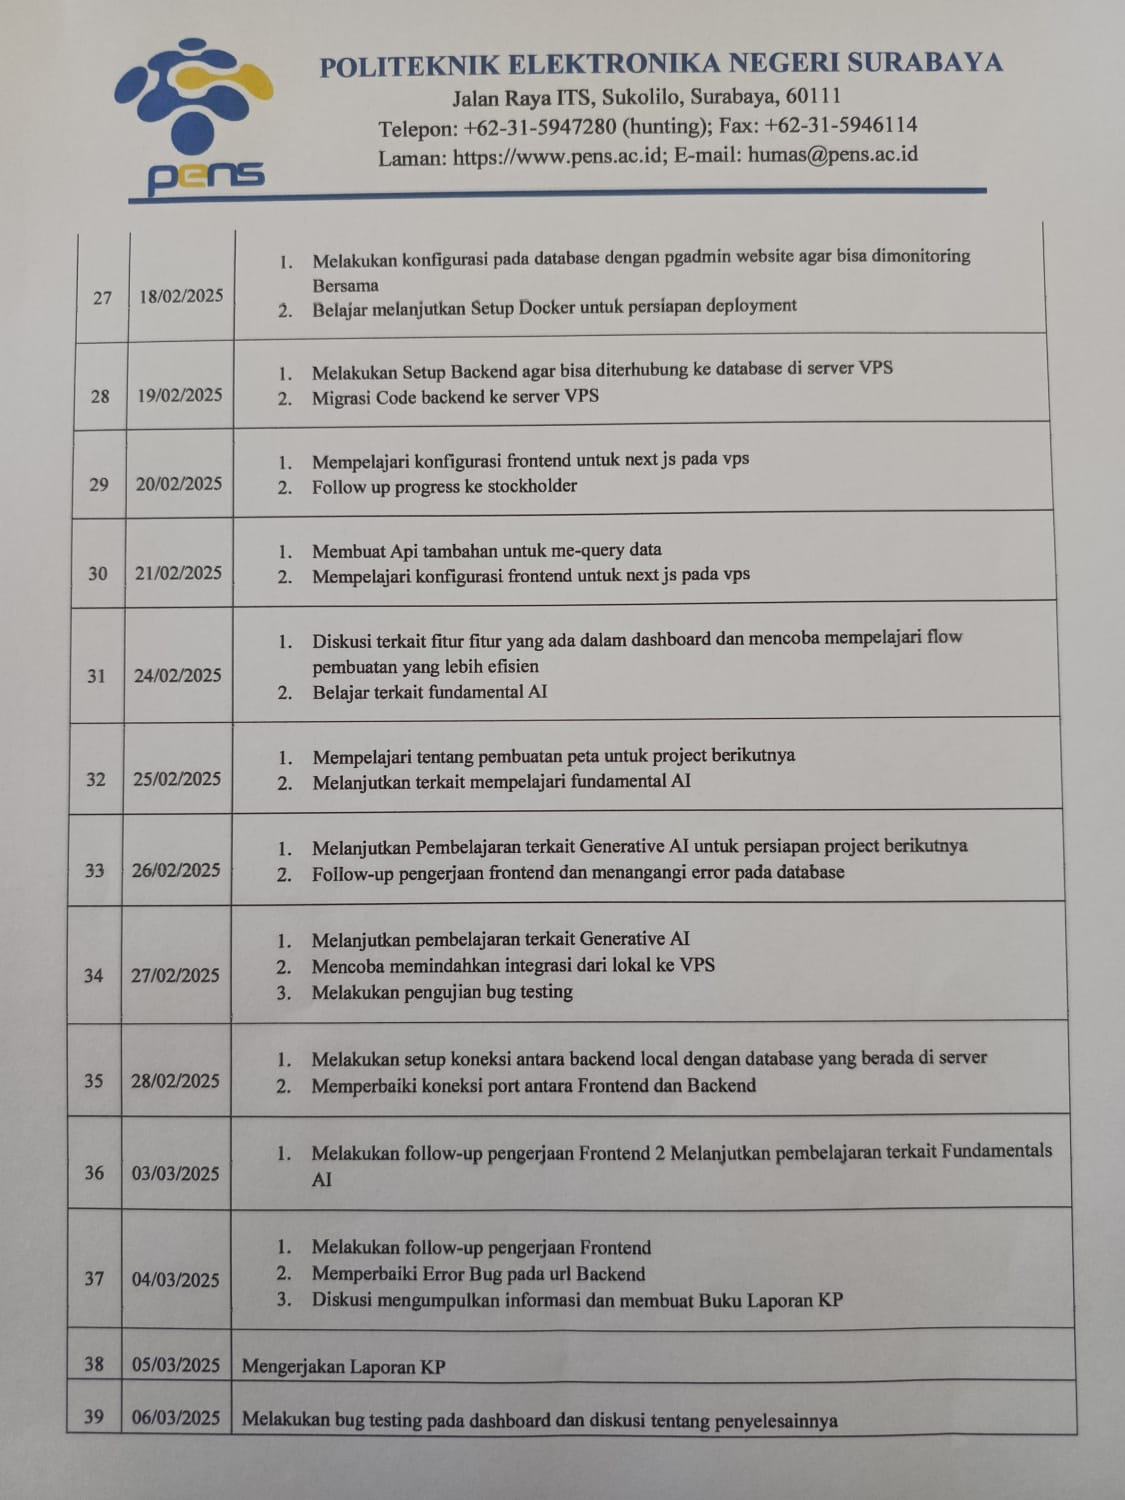 pens
POLITEKNIK ELEKTRONIKA NEGERI SURABAYA
Jalan Raya ITS, Sukolilo, Surabaya, 60111
Telepon: +62-31-5947280 (hunting); Fax: +62-31-5946114
Laman: https://www.pens.ac.id; E-mail: humas@pens.ac.id
27 18/02/2025
1. Melakukan konfigurasi pada database dengan pgadmin website agar bisa dimonitoring
Bersama
2. Belajar melanjutkan Setup Docker untuk persiapan deployment
28 19/02/2025
1. Melakukan Setup Backend agar bisa diterhubung ke database di server VPS
2. Migrasi Code backend ke server VPS
29 20/02/2025
1. Mempelajari konfigurasi frontend untuk next js pada vps
2. Follow up progress ke stockholder
30 21/02/2025
1. Membuat Api tambahan untuk me-query data
2. Mempelajari konfigurasi frontend untuk next js pada vps
31 24/02/2025
1. Diskusi terkait fitur fitur yang ada dalam dashboard dan mencoba mempelajari flow
pembuatan yang lebih efisien
2. Belajar terkait fundamental AI
32 25/02/2025
1. Mempelajari tentang pembuatan peta untuk project berikutnya
2. Melanjutkan terkait mempelajari fundamental AI
33 26/02/2025
1. Melanjutkan Pembelajaran terkait Generative AI untuk persiapan project berikutnya
2. Follow-up pengerjaan frontend dan menangangi error pada database
34 27/02/2025
1. Melanjutkan pembelajaran terkait Generative AI
2. Mencoba memindahkan integrasi dari lokal ke VPS
3. Melakukan pengujian bug testing
35 28/02/2025
1. Melakukan setup koneksi antara backend local dengan database yang berada di server
2. Memperbaiki koneksi port antara Frontend dan Backend
36 03/03/2025
1. Melakukan follow-up pengerjaan Frontend 2 Melanjutkan pembelajaran terkait Fundamentals
AI
37 04/03/2025
1. Melakukan follow-up pengerjaan Frontend
2. Memperbaiki Error Bug pada url Backend
3. Diskusi mengumpulkan informasi dan membuat Buku Laporan KP
38 05/03/2025 Mengerjakan Laporan KP
39 06/03/2025 Melakukan bug testing pada dashboard dan diskusi tentang penyelesainnya